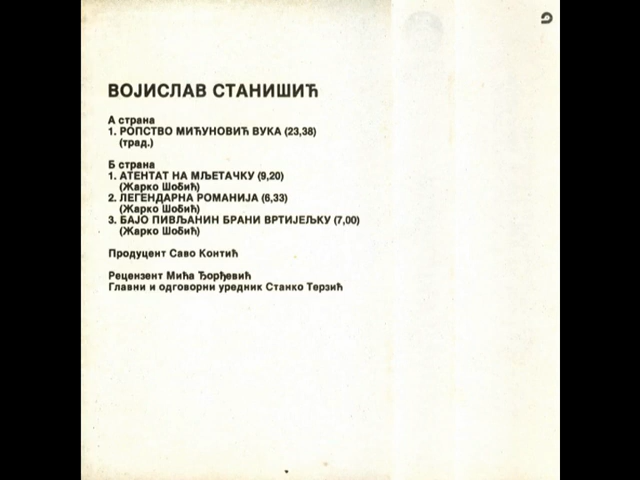 ВОЈИСЛАВ СТАНИШИЋ
А страна
1. РОПСТВО МИЋУНОВИЋ ВУКА (23,38)
(трад.)
Б страна
1. АТЕНТАТ НА МЉЕТАЧКУ (9,20)
(Жарко Шобић)
2. ЛЕГЕНДАРНА РОМАНИЈА (6,33)
(Жарко Шобић)
3. БАЈО ПИВЉАНИН БРАНИ ВРТИЈЕЉКУ (7,00)
(Жарко Шобић)
Продуцент Саво Контић
Рецензент Мића Ђорђевић
Главни и одговорни уредник Станко Терзић